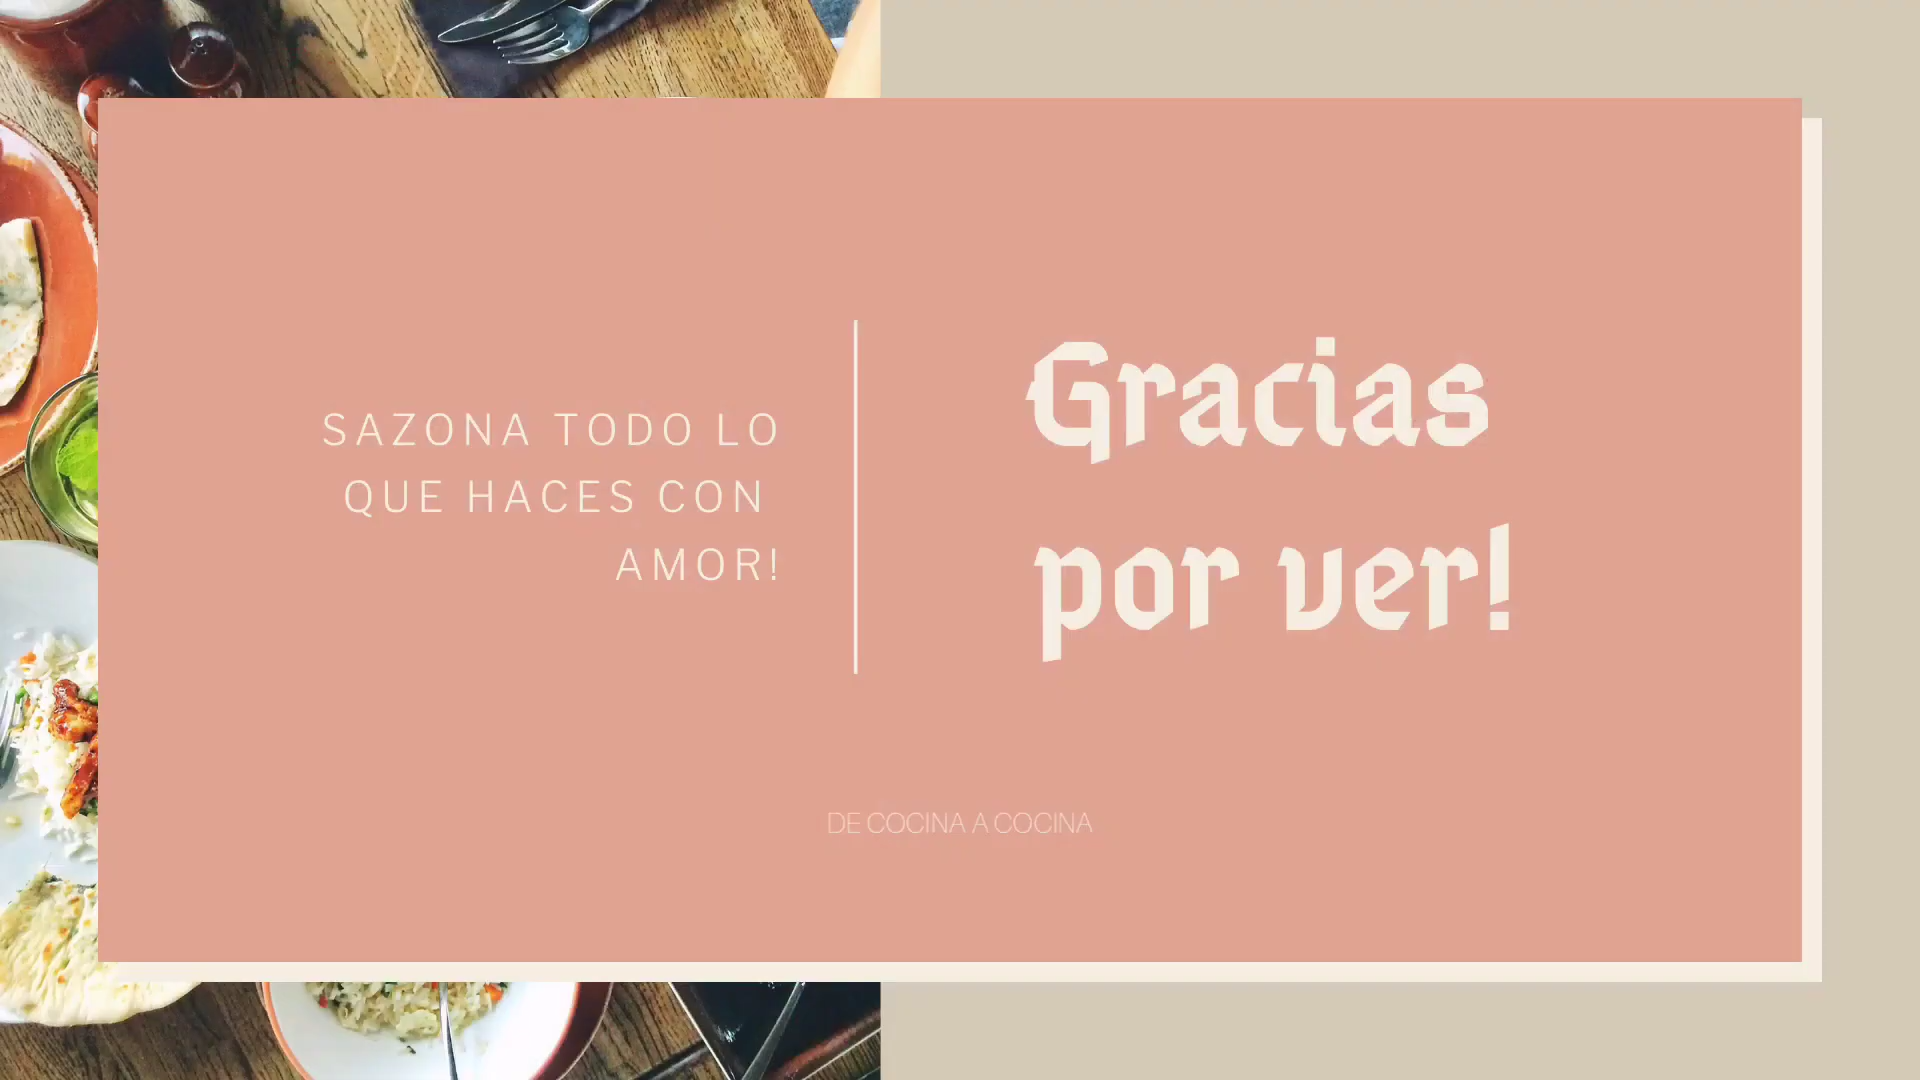 SAZONA TODO LO
QUE HACES CON
AMOR!
Gracias
por ver!
DE COCINA A COCINA